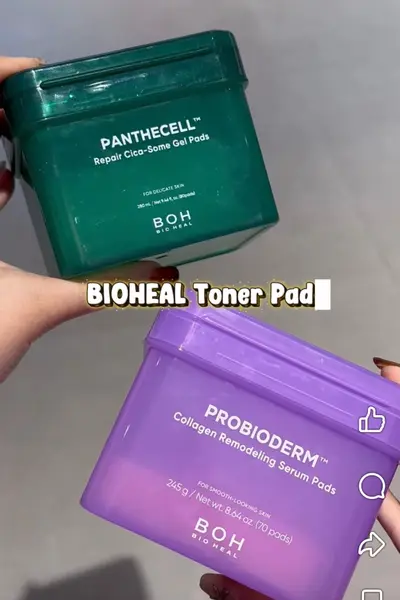 PANTHECELL™
Repair Cica-Some Gel Pads
FOR DELICATE SKIN
BOH
BIO HEAL
BIOHEAL Toner Pad
PROBIODERM™
Collagen Remodeling Serum Pads
FOR SMOOTH-LOOKING SKIN
245 g / Net wt. 8.64 oz. (70 pads)
BOH
BIO HEAL